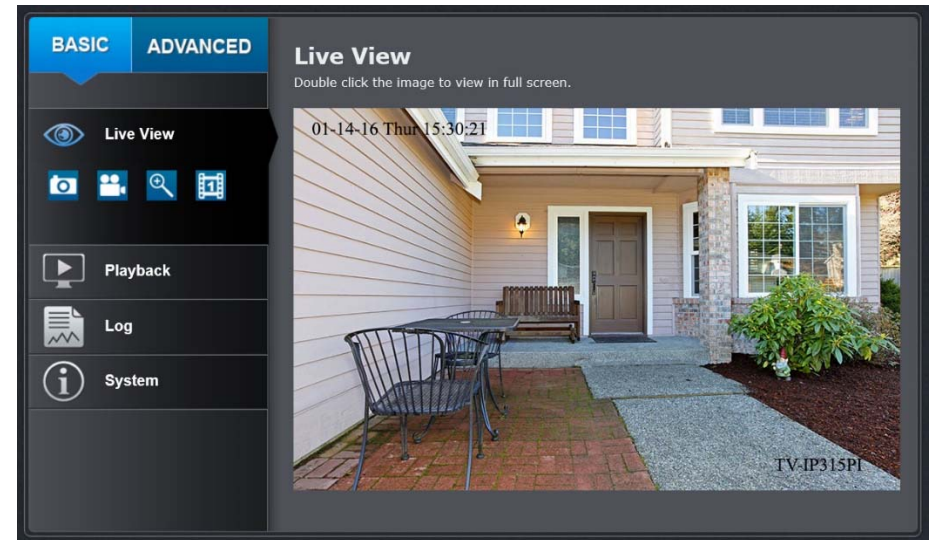 BASIC
ADVANCED
Live View
Double click the image to view in full screen.
Live View
1
Playback
Log
System
01-14-16 Thur 15:30:21
TV-IP315PI